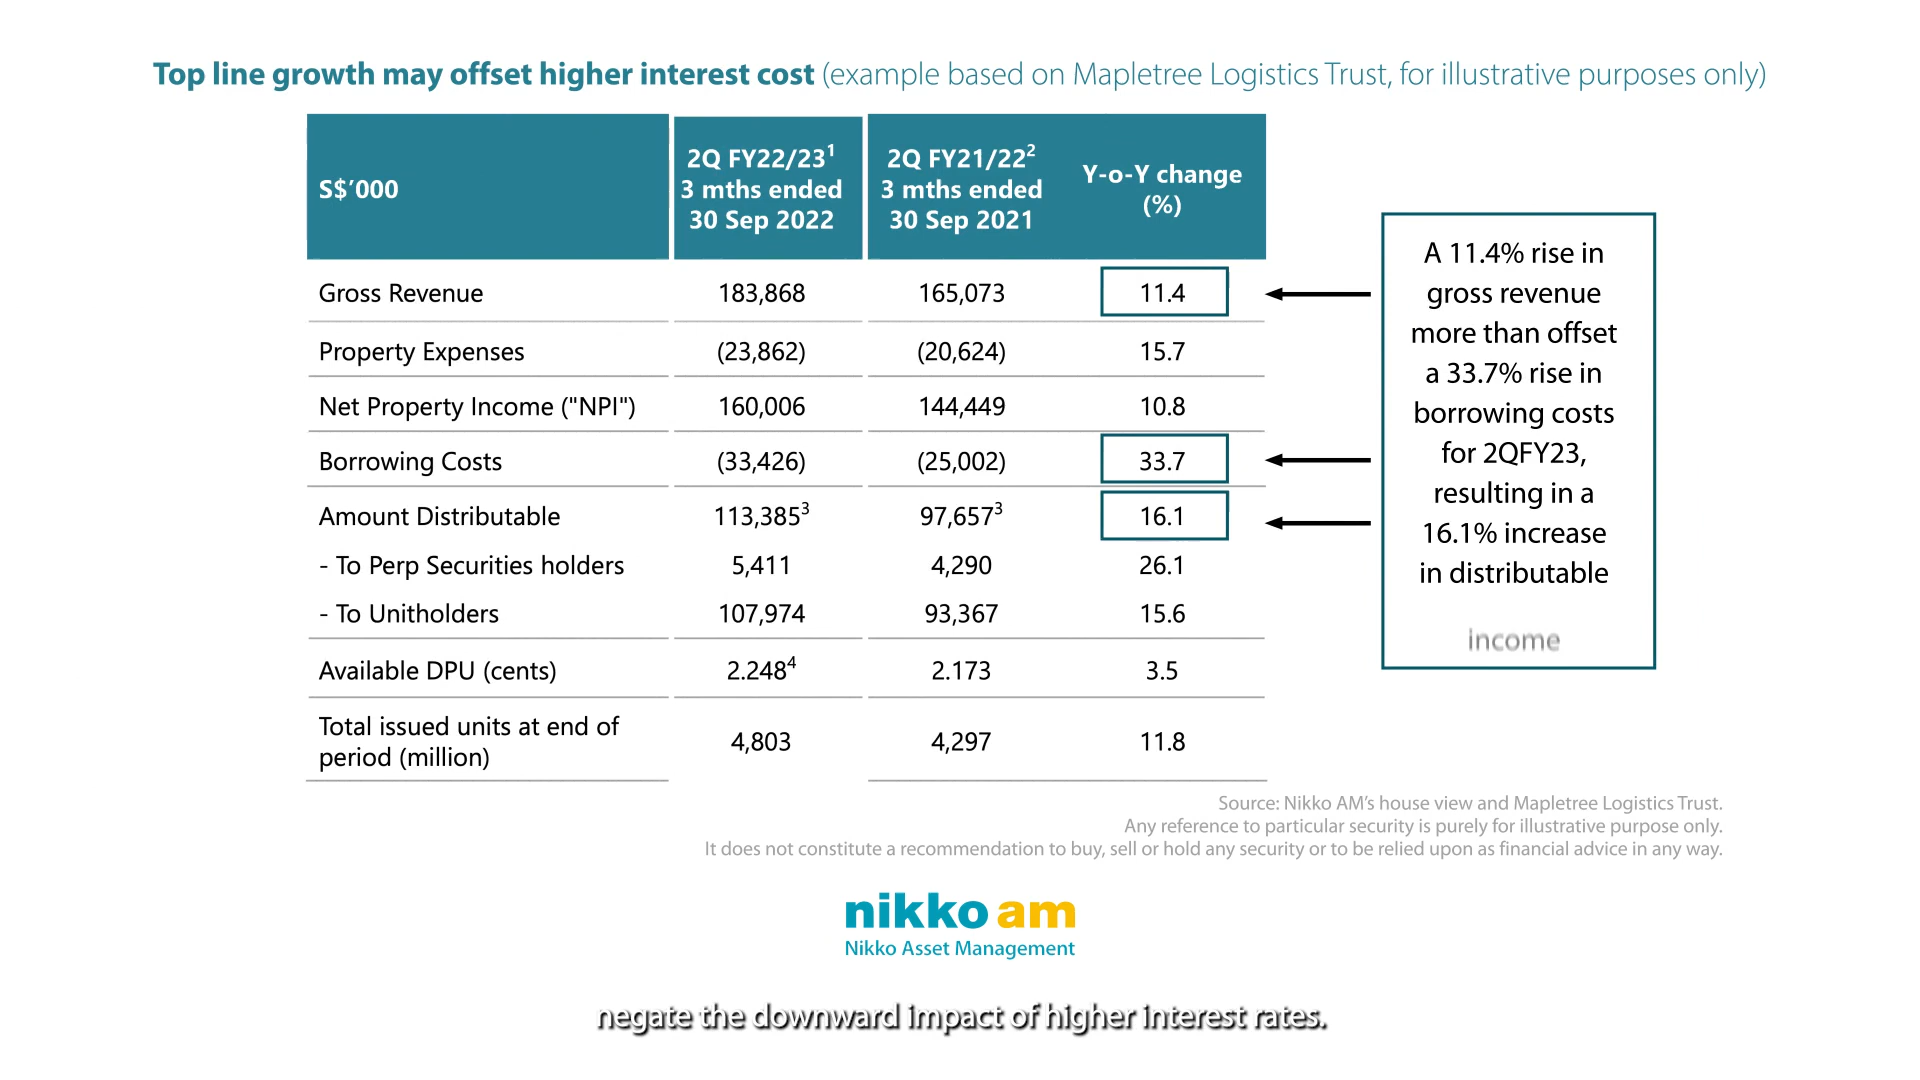 Top line growth may offset higher interest cost (example based on Mapletree Logistics Trust, for illustrative purposes only)
S$'000
2Q FY22/23¹
3 mths ended
30 Sep 2022
2Q FY21/22²
3 mths ended
30 Sep 2021
Y-o-Y change
(%)
Gross Revenue 183,868 165,073 11.4
Property Expenses (23,862) (20,624) 15.7
Net Property Income ("NPI") 160,006 144,449 10.8
Borrowing Costs (33,426) (25,002) 33.7
Amount Distributable 113,385³ 97,657³ 16.1
- To Perp Securities holders 5,411 4,290 26.1
- To Unitholders 107,974 93,367 15.6
Available DPU (cents) 2.248⁴ 2.173 3.5
Total issued units at end of
period (million) 4,803 4,297 11.8
A 11.4% rise in
gross revenue
more than offset
a 33.7% rise in
borrowing costs
for 2QFY23,
resulting in a
16.1% increase
in distributable
income
Source: Nikko AM's house view and Mapletree Logistics Trust.
Any reference to particular security is purely for illustrative purpose only.
It does not constitute a recommendation to buy, sell or hold any security or to be relied upon as financial advice in any way.
nikko am
Nikko Asset Management
negate the downward impact of higher interest rates.